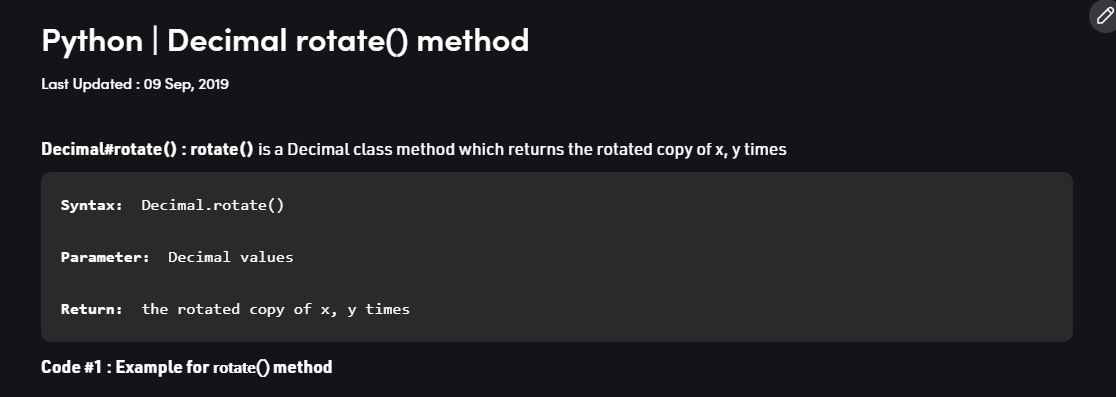 Python | Decimal rotate() method
Last Updated : 09 Sep, 2019
Decimal#rotate() : rotate() is a Decimal class method which returns the rotated copy of x, y times
Syntax: Decimal.rotate()
Parameter: Decimal values
Return: the rotated copy of x, y times
Code #1 : Example for rotate() method